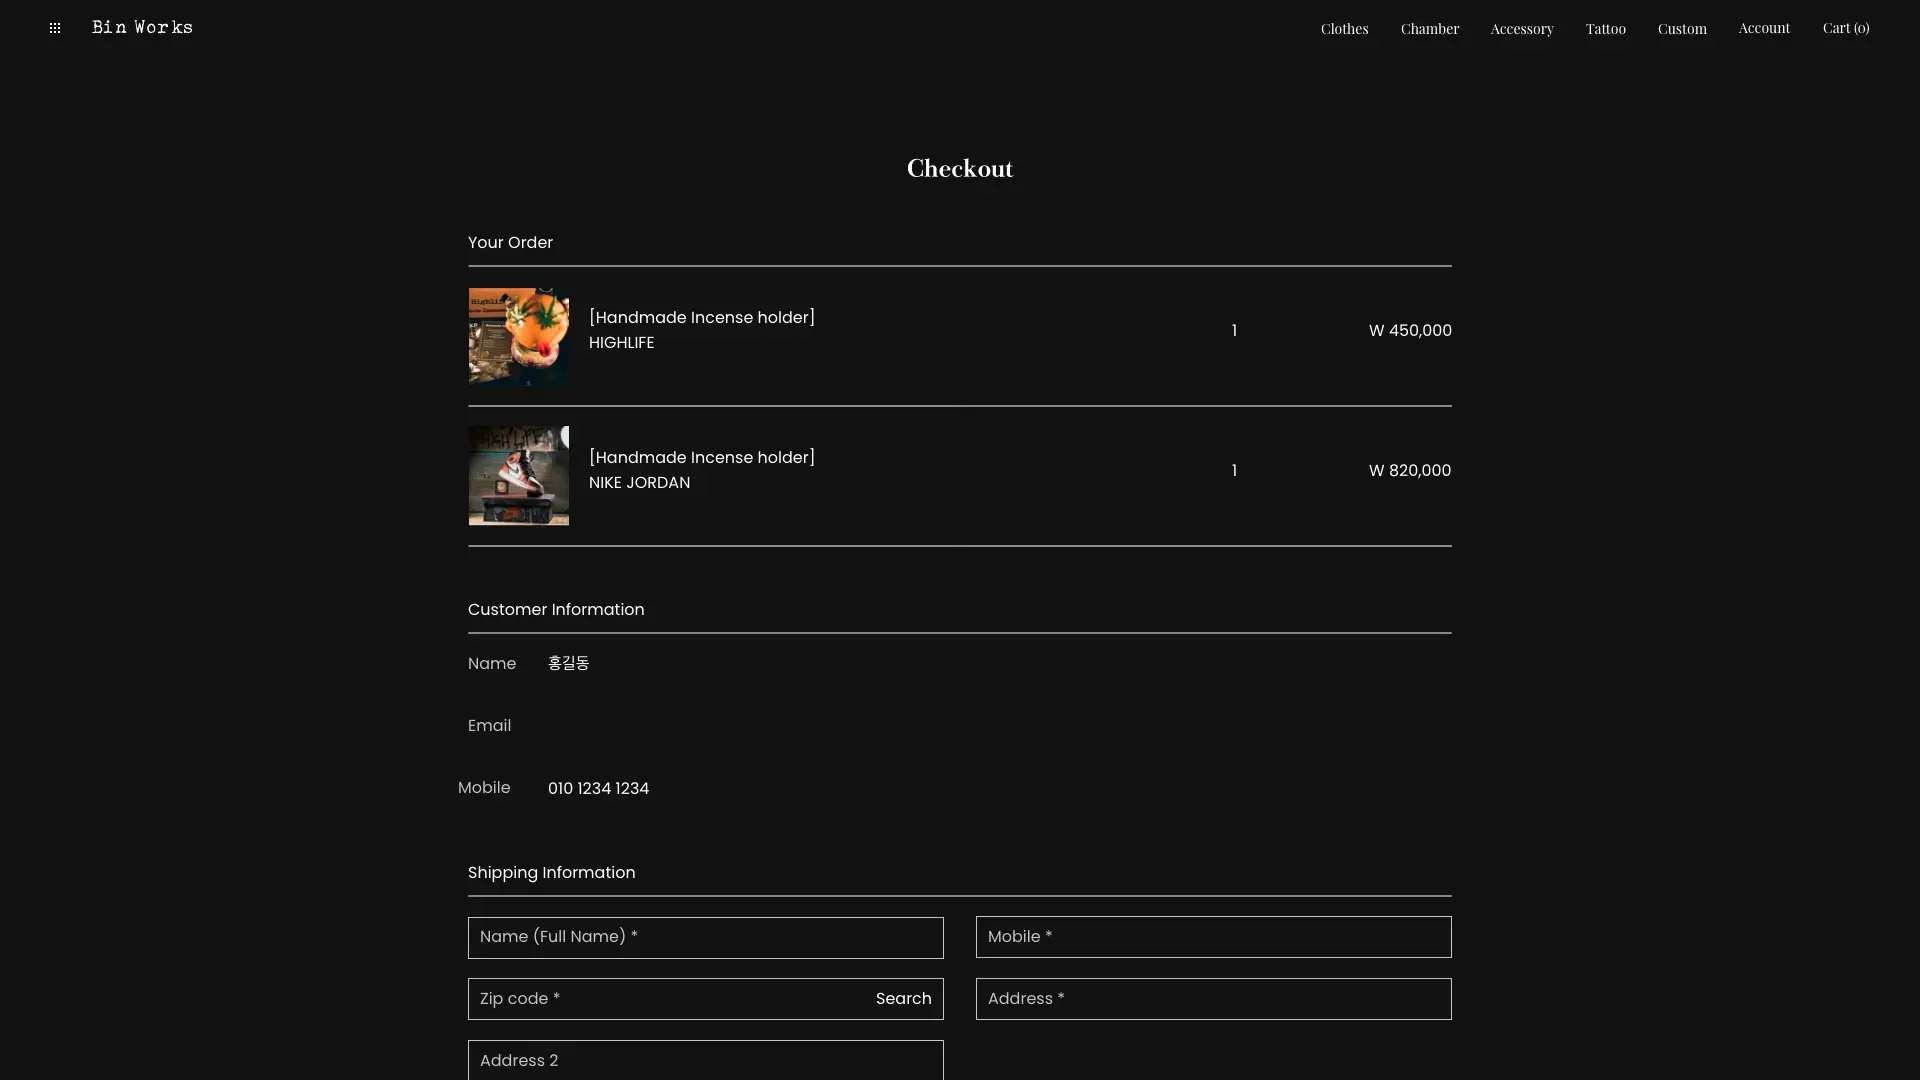 Bin Works
Clothes
Chamber
Accessory
Tattoo
Custom
Account
Cart (0)
Checkout
Your Order
[Handmade Incense holder]
HIGHLIFE
1
W 450,000
[Handmade Incense holder]
NIKE JORDAN
1
W 820,000
Customer Information
Name 홍길동
Email
Mobile 010 1234 1234
Shipping Information
Name (Full Name) *
Mobile *
Zip code *
Search
Address *
Address 2